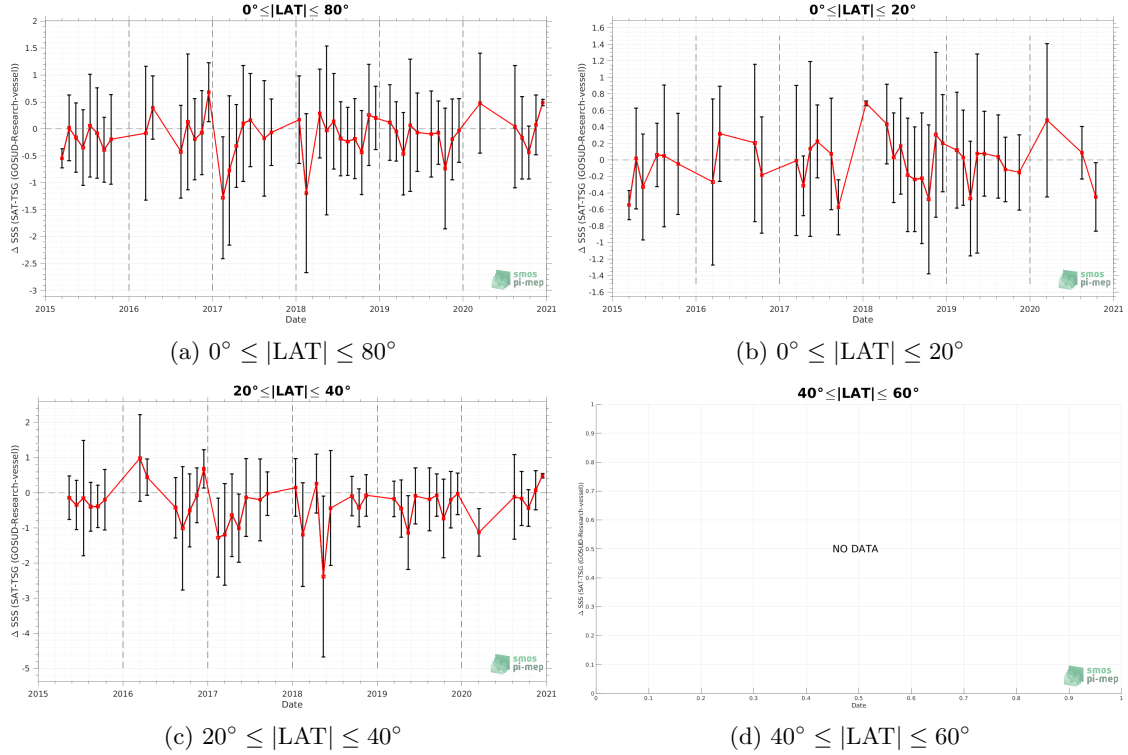 0°≤|LAT|≤ 80°
Δ SSS (SAT-TSG (GOSUD-Research-vessel))
2
1.5
1
0.5
0
-0.5
-1
-1.5
-2
-2.5
-3
2015 2016 2017 2018 2019 2020 2021
Date
smos
pi-mep
(a) 0° ≤ |LAT| ≤ 80°
0°≤|LAT|≤ 20°
Δ SSS (SAT-TSG (GOSUD-Research-vessel))
1.6
1.4
1.2
1
0.8
0.6
0.4
0.2
0
-0.2
-0.4
-0.6
-0.8
-1
-1.2
-1.4
-1.6
2015 2016 2017 2018 2019 2020 2021
Date
smos
pi-mep
(b) 0° ≤ |LAT| ≤ 20°
20°≤|LAT|≤ 40°
Δ SSS (SAT-TSG (GOSUD-Research-vessel))
2
1
0
-1
-2
-3
-4
-5
2015 2016 2017 2018 2019 2020 2021
Date
smos
pi-mep
(c) 20° ≤ |LAT| ≤ 40°
40°≤|LAT|≤ 60°
Δ SSS (SAT-TSG (GOSUD-Research-vessel))
1
0.9
0.8
0.7
0.6
0.5
0.4
0.3
0.2
0.1
0
NO DATA
0 0.1 0.2 0.3 0.4 0.5 0.6 0.7 0.8 0.9 1
Date
smos
pi-mep
(d) 40° ≤ |LAT| ≤ 60°